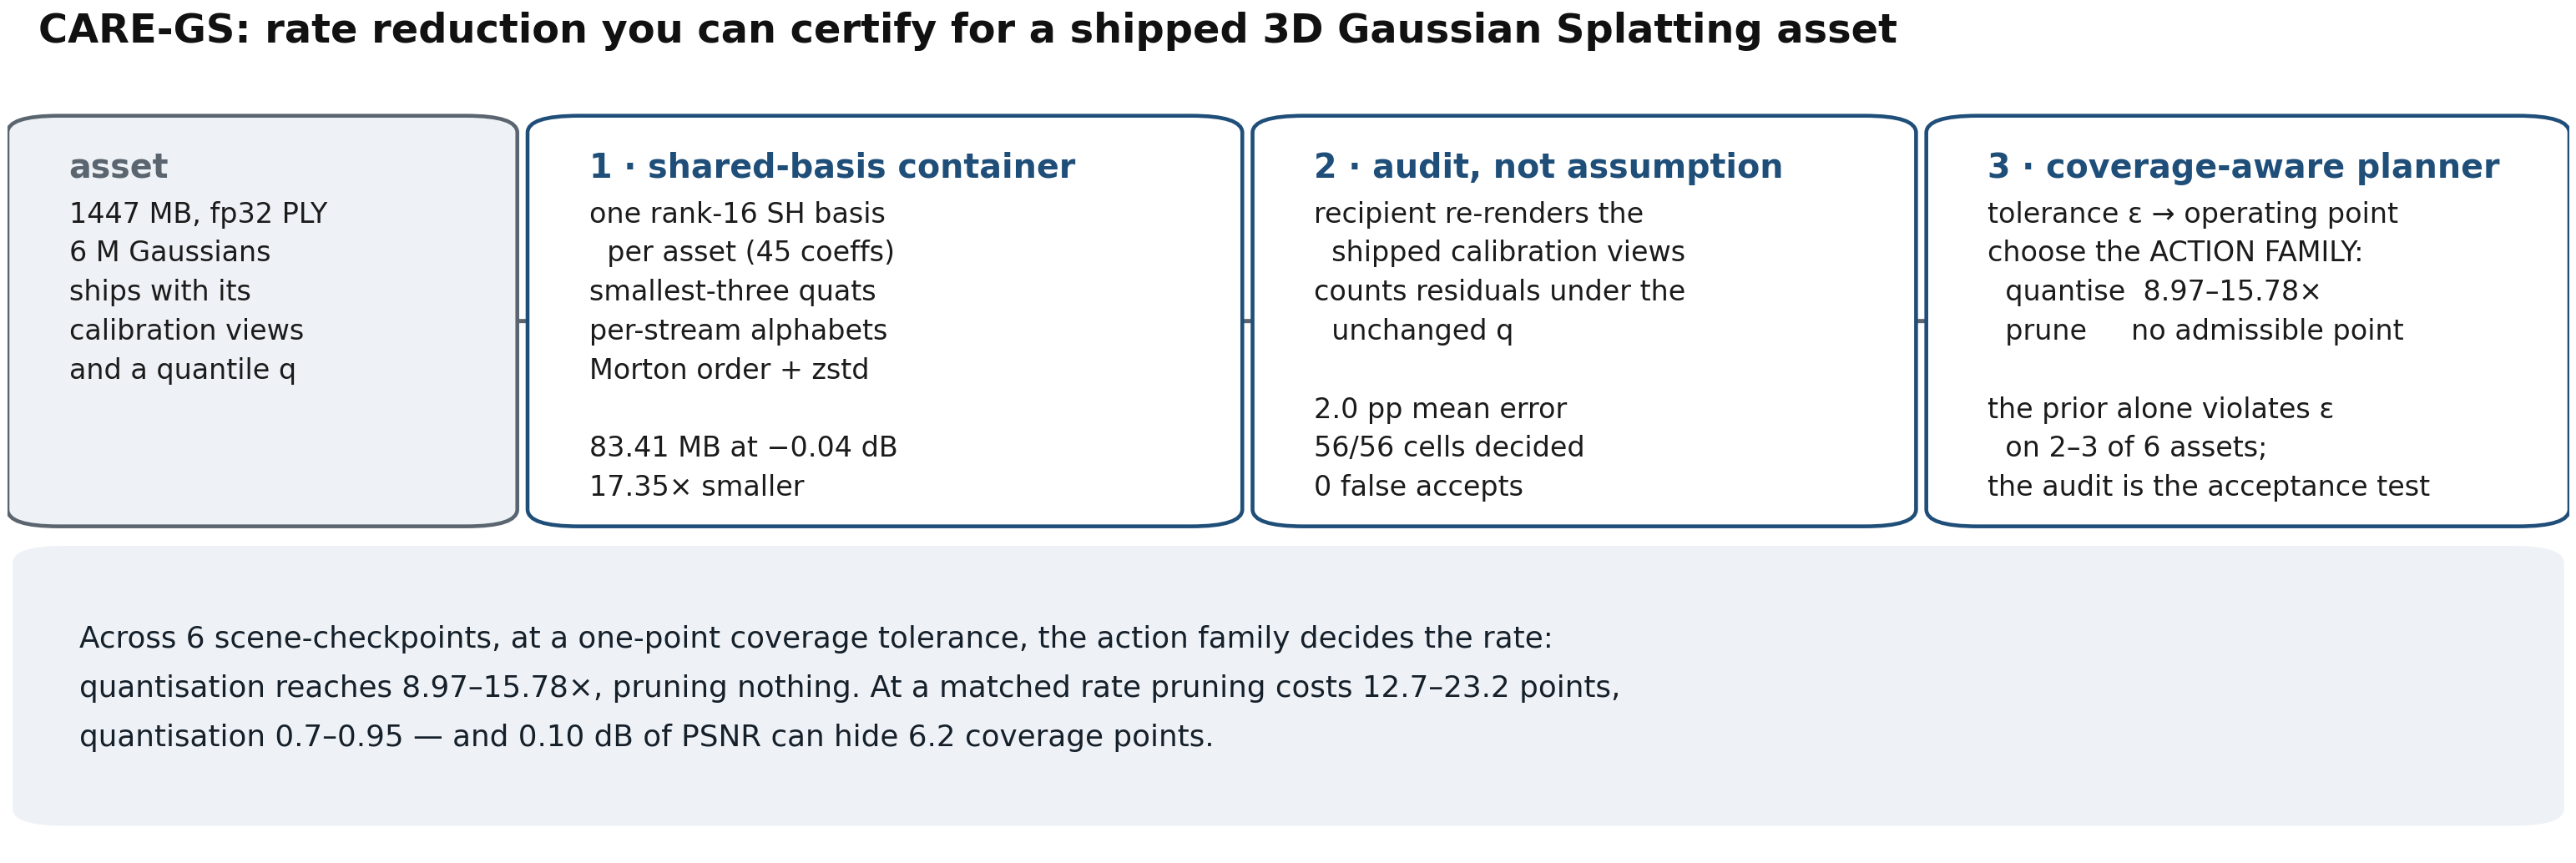 CARE-GS: rate reduction you can certify for a shipped 3D Gaussian Splatting asset
asset
1447 MB, fp32 PLY
6 M Gaussians
ships with its
calibration views
and a quantile q
1 · shared-basis container
one rank-16 SH basis
per asset (45 coeffs)
smallest-three quats
per-stream alphabets
Morton order + zstd
83.41 MB at −0.04 dB
17.35× smaller
2 · audit, not assumption
recipient re-renders the
shipped calibration views
counts residuals under the
unchanged q
2.0 pp mean error
56/56 cells decided
0 false accepts
3 · coverage-aware planner
tolerance ε → operating point
choose the ACTION FAMILY:
quantise 8.97–15.78×
prune no admissible point
the prior alone violates ε
on 2–3 of 6 assets;
the audit is the acceptance test
Across 6 scene-checkpoints, at a one-point coverage tolerance, the action family decides the rate:
quantisation reaches 8.97–15.78×, pruning nothing. At a matched rate pruning costs 12.7–23.2 points,
quantisation 0.7–0.95 — and 0.10 dB of PSNR can hide 6.2 coverage points.